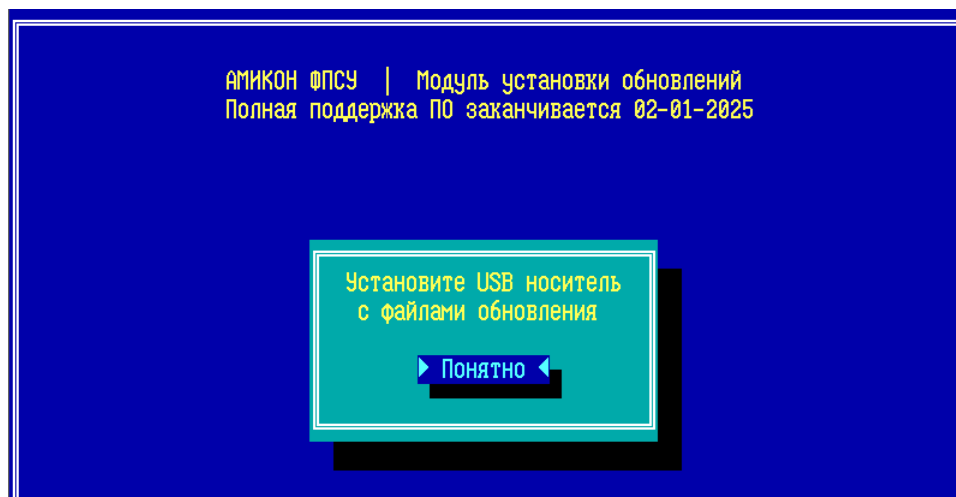 АМИКОН ФПСУ | Модуль установки обновлений
Полная поддержка ПО заканчивается 02-01-2025
Установите USB носитель
с файлами обновления
Понятно